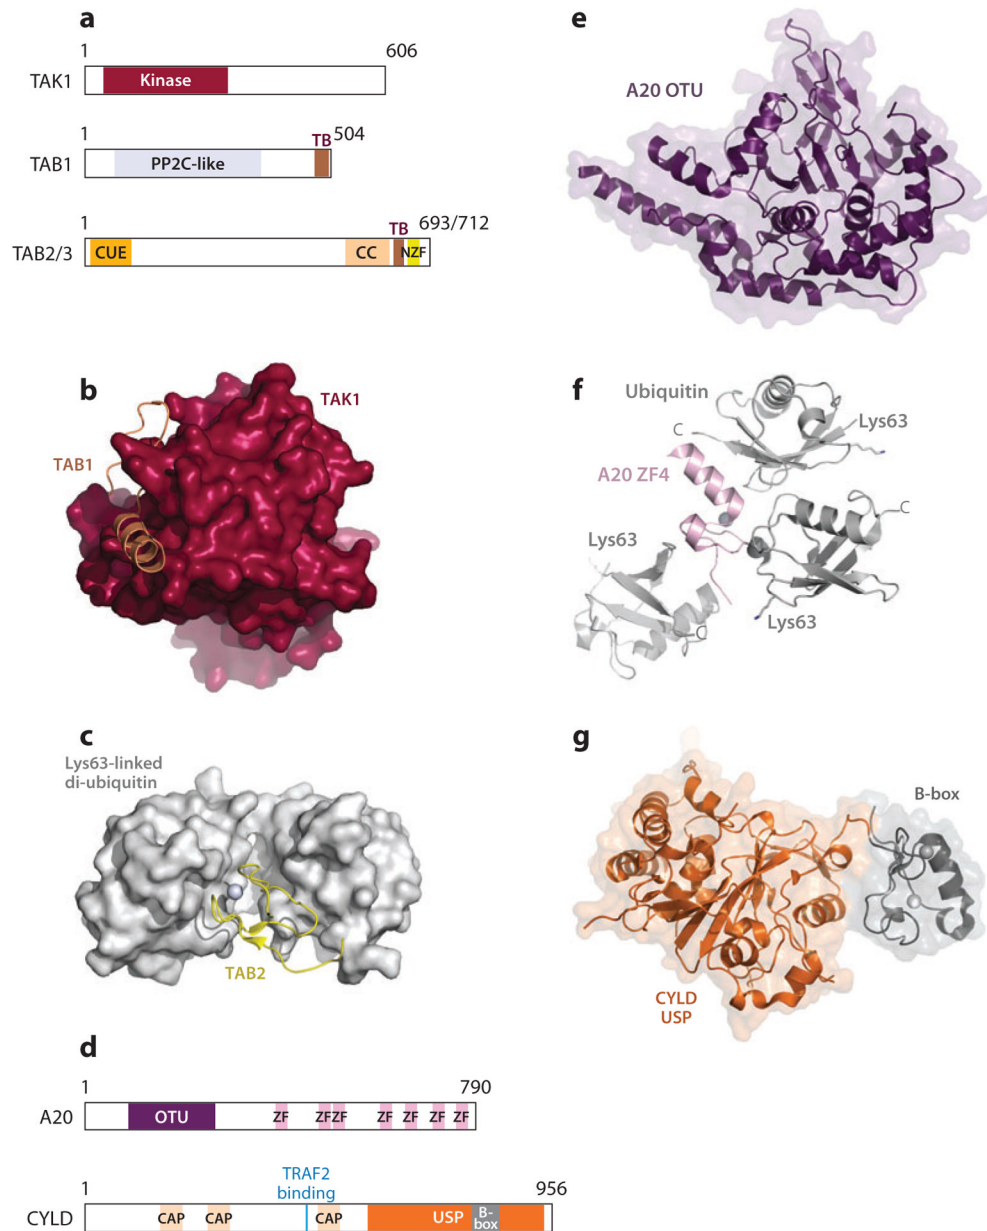 a
1 606
TAK1 Kinase
1 504
TB
TAB1 PP2C-like
1 693/712
TB
TAB2/3 CUE CC NZF
b
TAK1
TAB1
c
Lys63-linked
di-ubiquitin
TAB2
d
1 790
A20 OTU ZF ZF ZF ZF ZF ZF ZF
TRAF2
binding
1 956
CYLD CAP CAP CAP USP B-
box
e
A20 OTU
f
Ubiquitin
Lys63
C
A20 ZF4
C
Lys63
Lys63
C
g
B-box
CYLD
USP